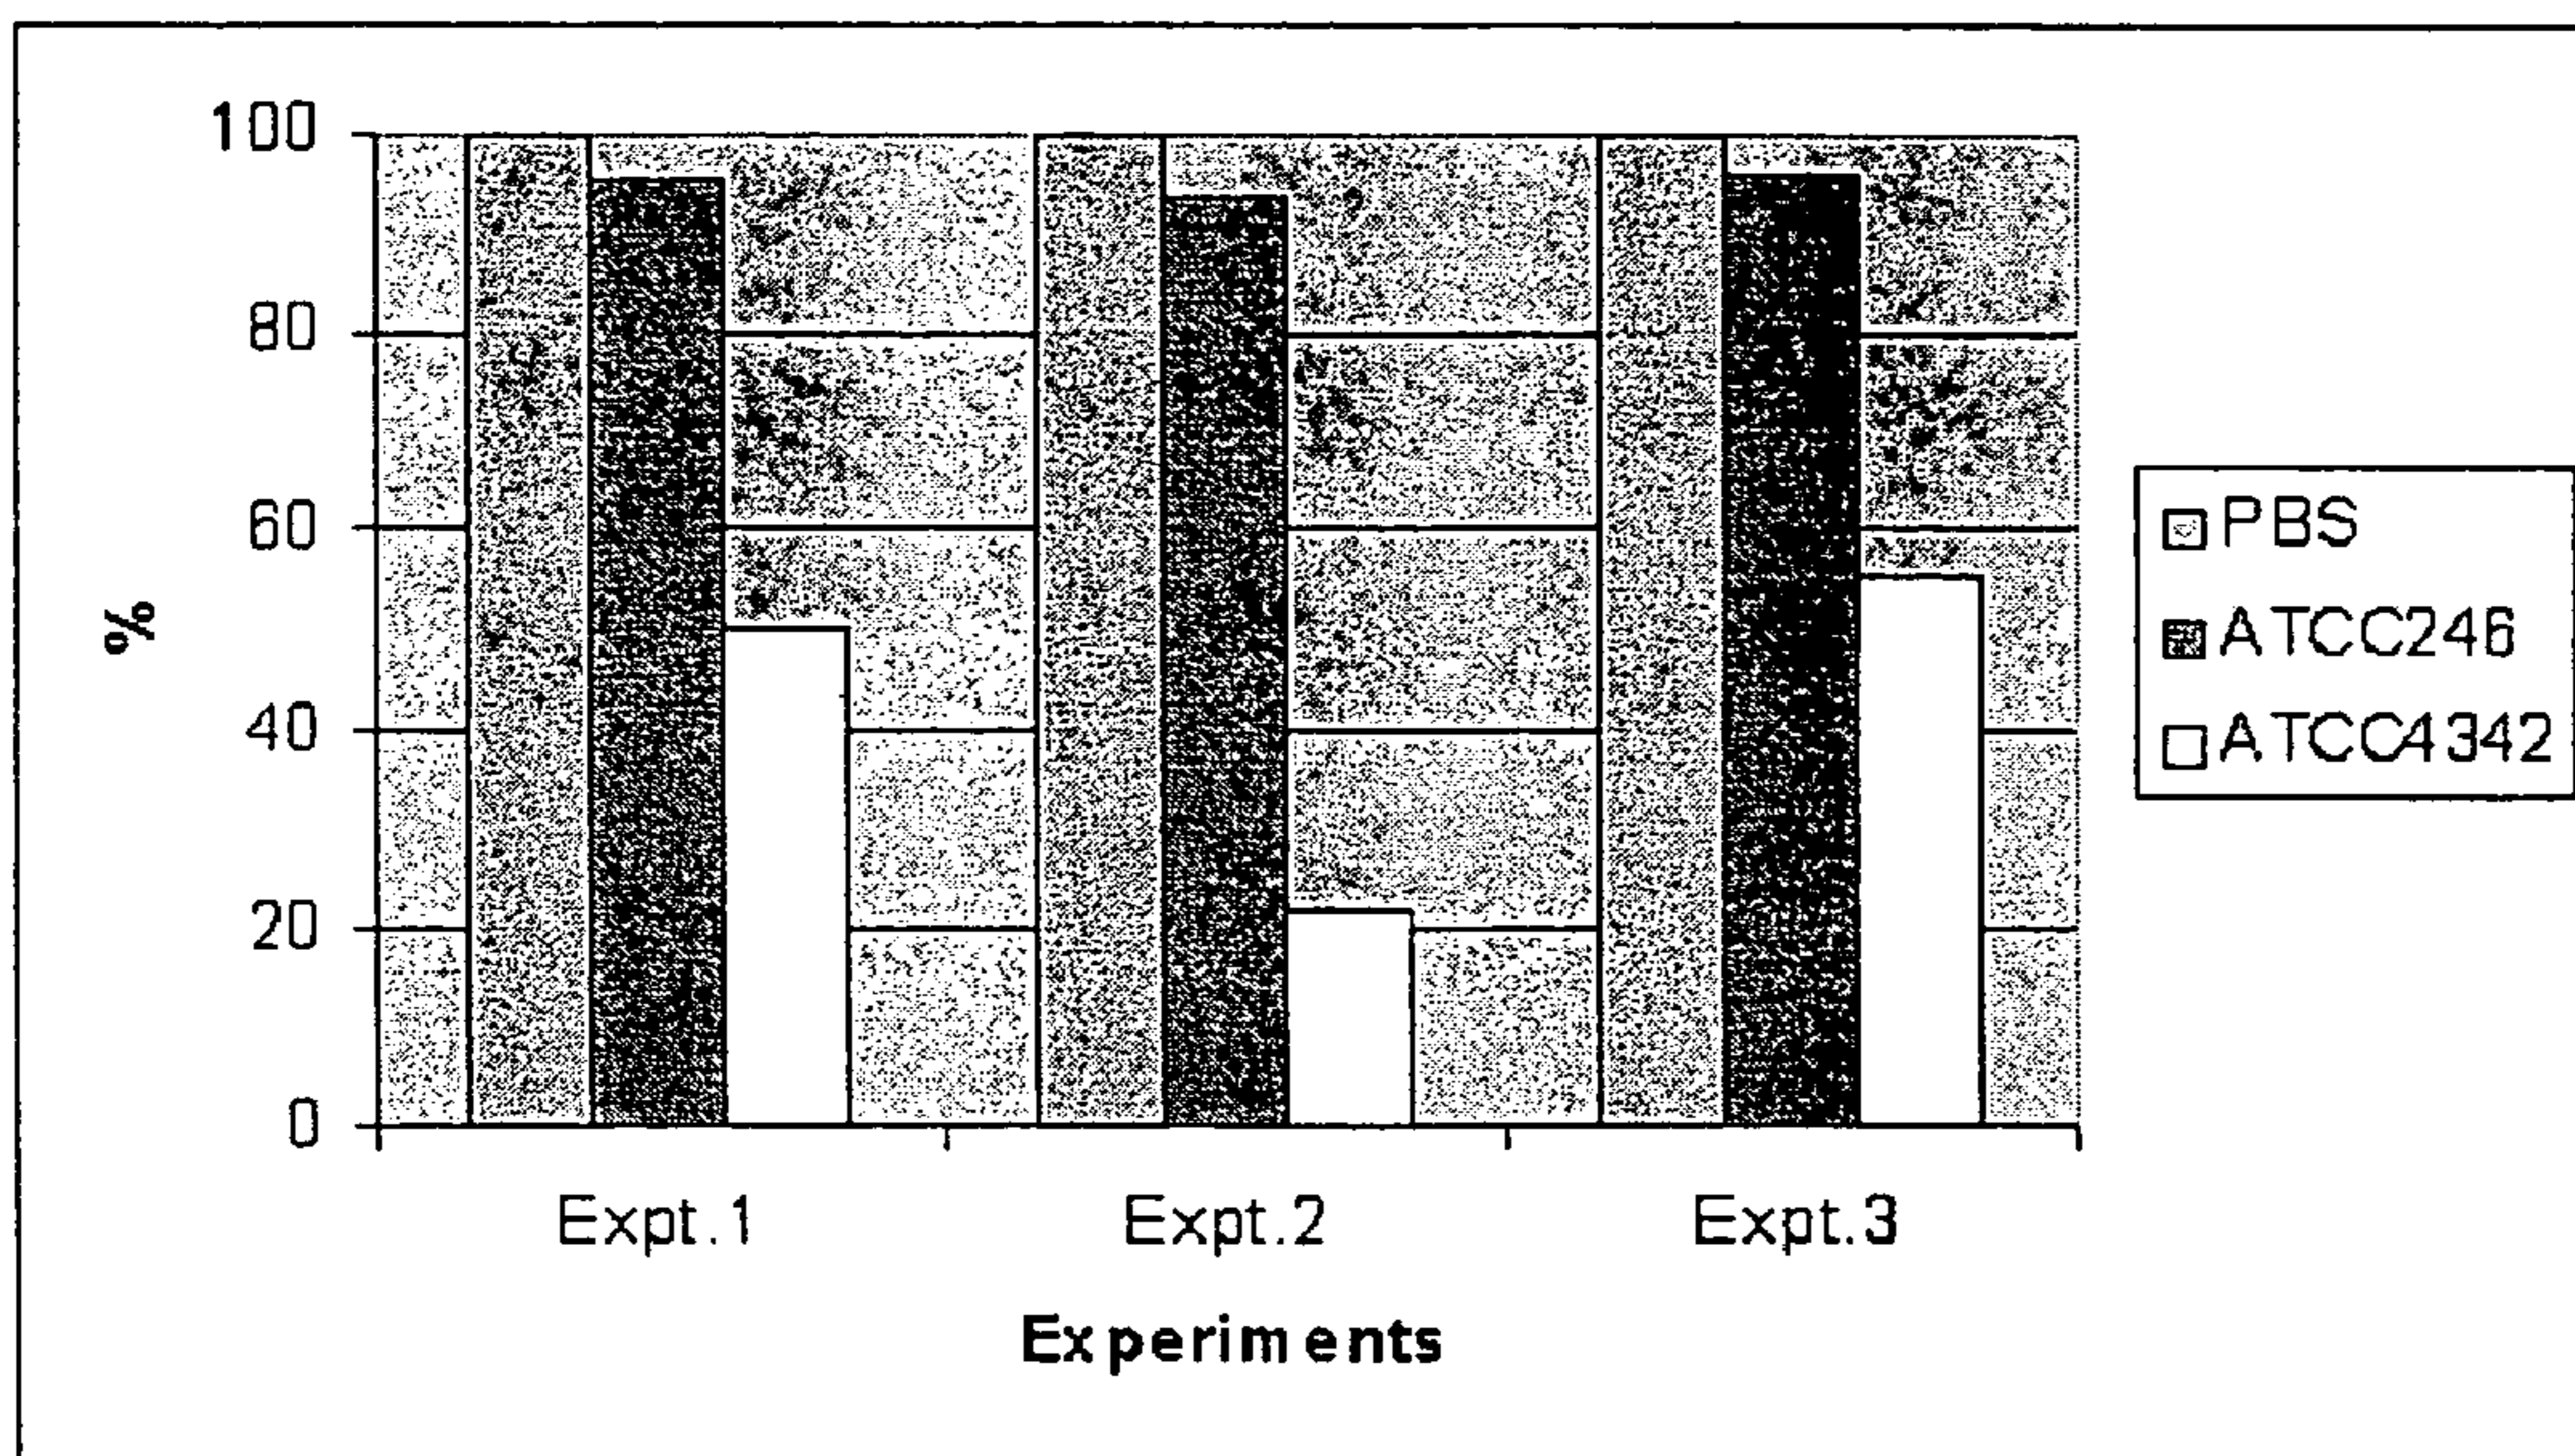 100
80
60
40
20
0
%
Expt.1
Expt.2
Expt.3
Experiments
PBS
ATCC246
ATCC4342